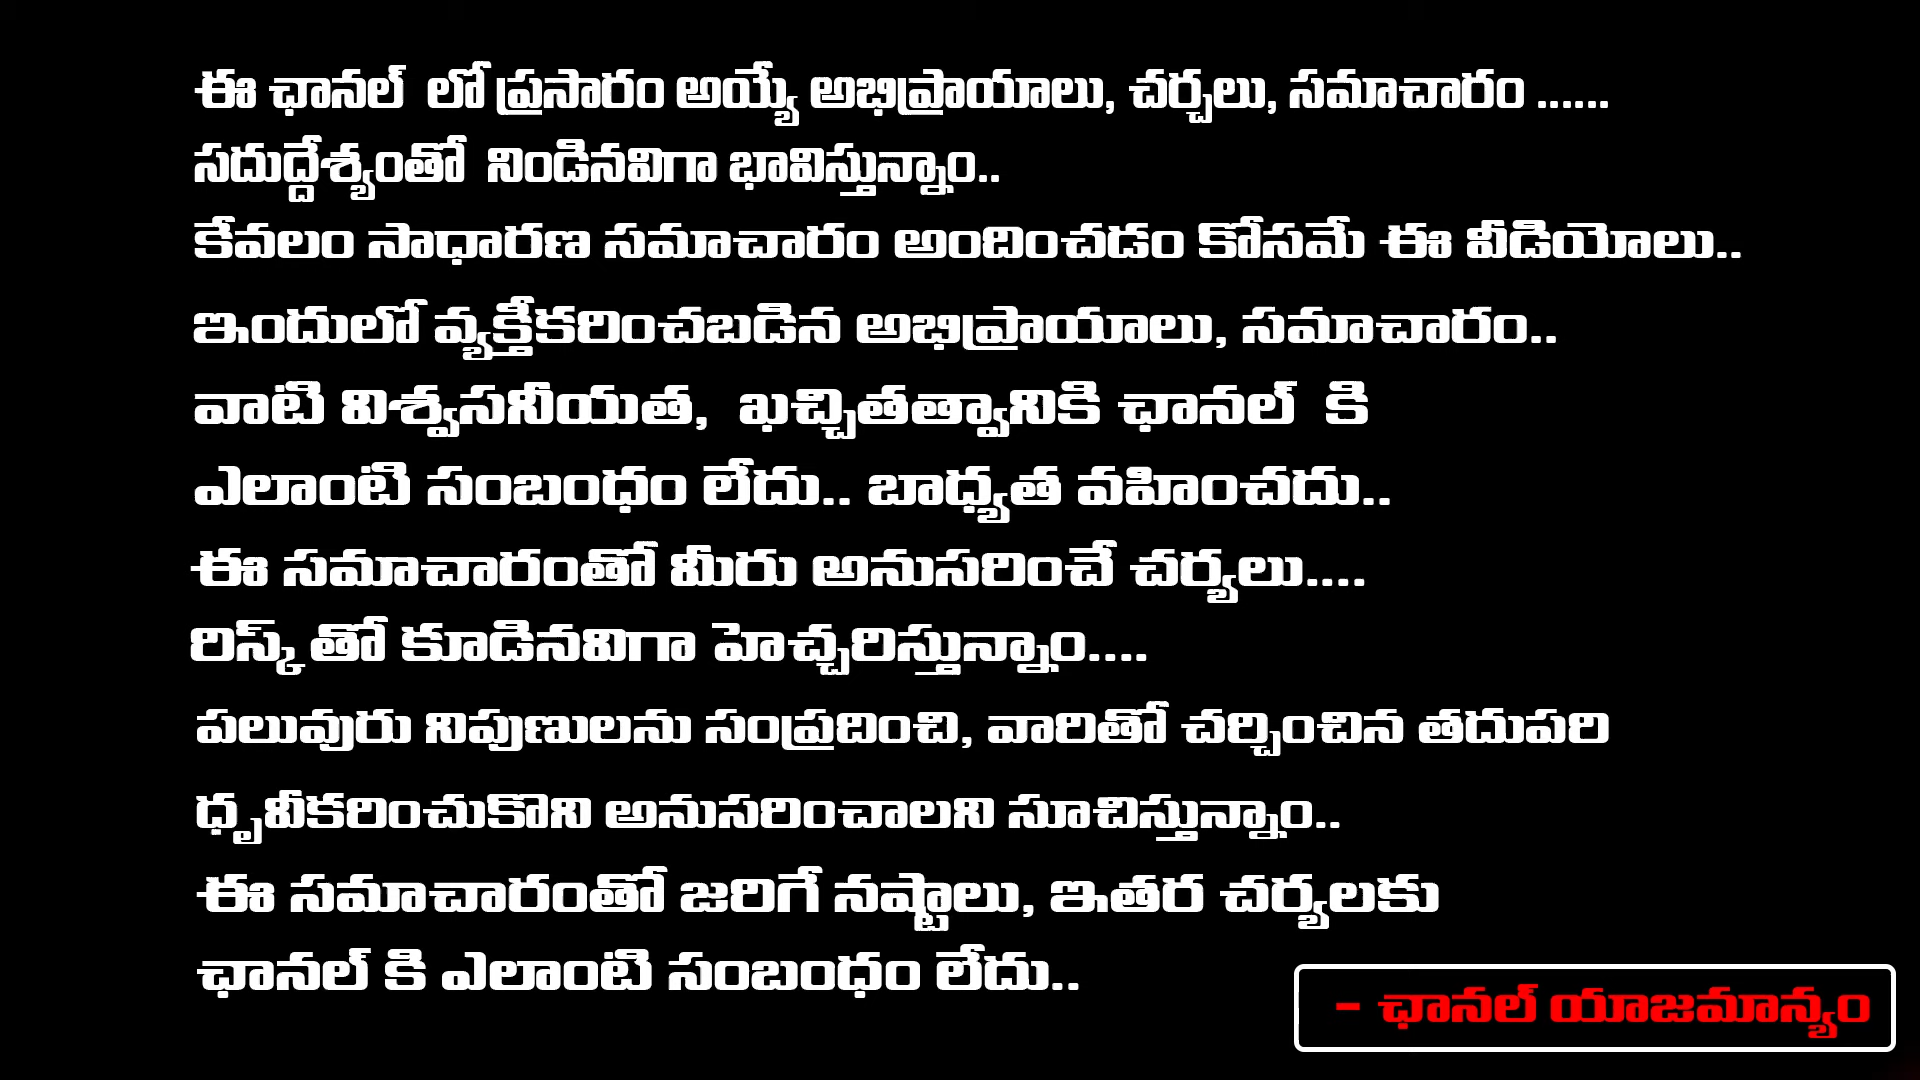 ఈ ఛానల్ లో ప్రసారం అయ్యే అభిప్రాయాలు, చర్చలు, సమాచారం ......
సదుద్దేశ్యంతో నిండినవిగా భావిస్తున్నాం..
కేవలం సాధారణ సమాచారం అందించడం కోసమే ఈ వీడియోలు..
ఇందులో వ్యక్తీకరించబడిన అభిప్రాయాలు, సమాచారం..
వాటి విశ్వసనీయత, ఖచ్చితత్వానికి ఛానల్ కి
ఎలాంటి సంబంధం లేదు.. బాధ్యత వహించదు..
ఈ సమాచారంతో మీరు అనుసరించే చర్యలు....
రిస్క్ తో కూడినవిగా హెచ్చరిస్తున్నాం....
పలువురు నిపుణులను సంప్రదించి, వారితో చర్చించిన తదుపరి
ధృవీకరించుకొని అనుసరించాలని సూచిస్తున్నాం..
ఈ సమాచారంతో జరిగే నష్టాలు, ఇతర చర్యలకు
ఛానల్ కి ఎలాంటి సంబంధం లేదు..
- ఛానల్ యాజమాన్యం